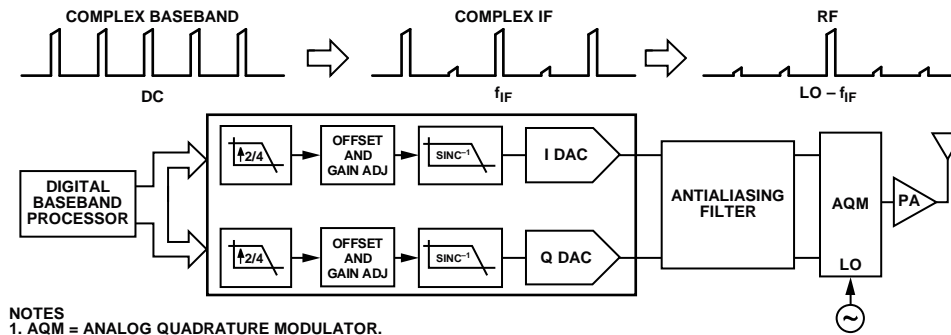 COMPLEX BASEBAND
COMPLEX IF
RF
DC
fIF
LO – fIF
DIGITAL
BASEBAND
PROCESSOR
2/4
OFFSET
AND
GAIN ADJ
SINC–1
I DAC
2/4
OFFSET
AND
GAIN ADJ
SINC–1
Q DAC
ANTIALIASING
FILTER
AQM
LO
PA
NOTES
1. AQM = ANALOG QUADRATURE MODULATOR.